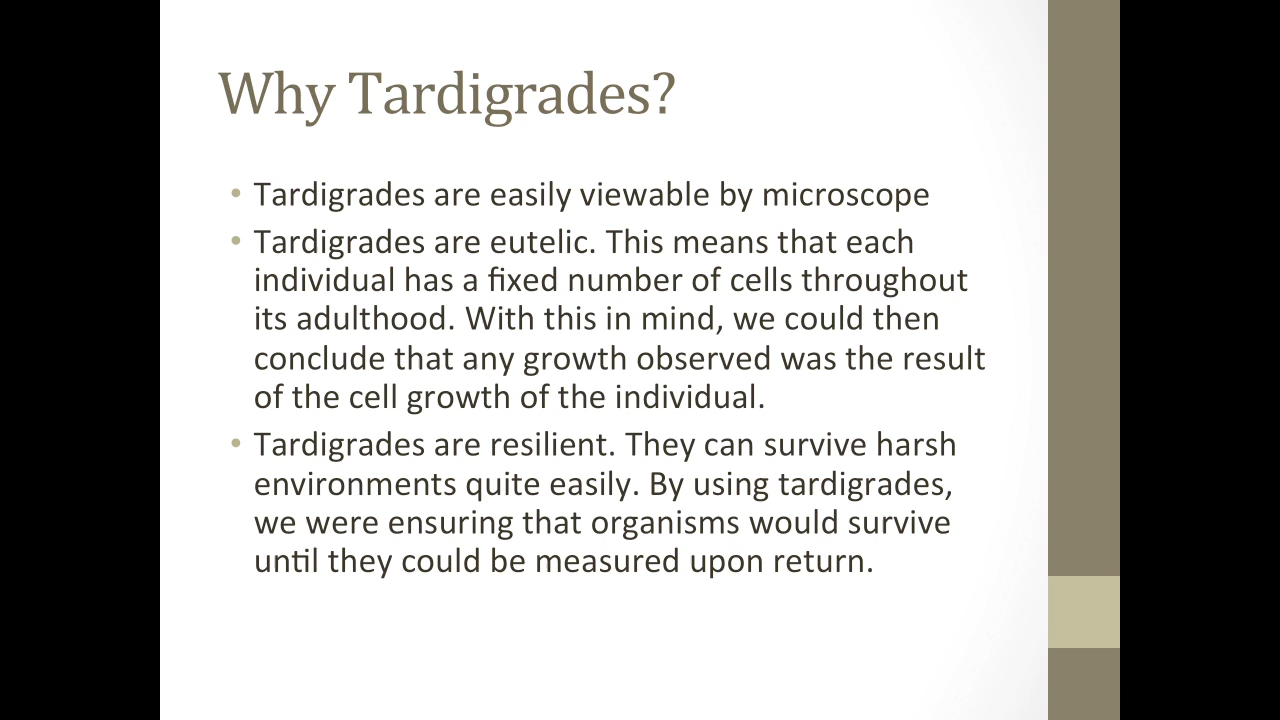 Why Tardigrades?
• Tardigrades are easily viewable by microscope
• Tardigrades are eutelic. This means that each
individual has a fixed number of cells throughout
its adulthood. With this in mind, we could then
conclude that any growth observed was the result
of the cell growth of the individual.
• Tardigrades are resilient. They can survive harsh
environments quite easily. By using tardigrades,
we were ensuring that organisms would survive
until they could be measured upon return.